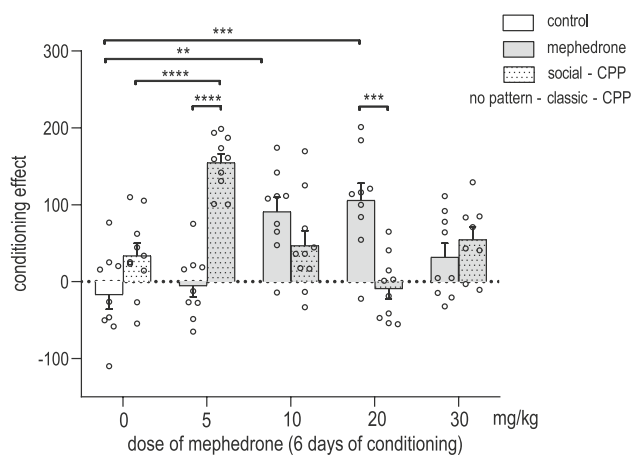 control
mephedrone
social - CPP
no pattern - classic - CPP
***
**
****
****
***
300
200
100
0
-100
conditioning effect
0 5 10 20 30 mg/kg
dose of mephedrone (6 days of conditioning)